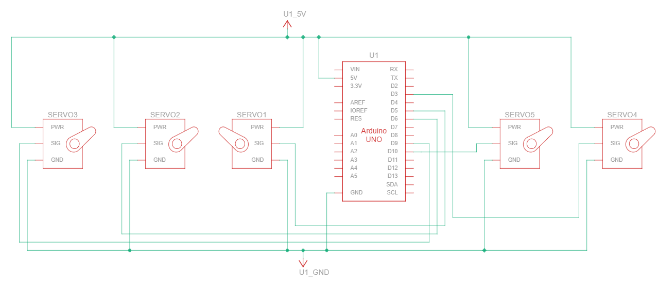 U1_5V
U1
VIN
5V
3.3V
AREF
IOREF
RES
A0
A1
A2
A3
A4
A5
GND
RX
TX
D2
D3
D4
D5
D6
D7
D8
D9
D10
D11
D12
D13
SDA
SCL
Arduino
UNO
SERVO3
PWR
SIG
GND
SERVO2
PWR
SIG
GND
SERVO1
PWR
SIG
GND
SERVO5
PWR
SIG
GND
SERVO4
PWR
SIG
GND
U1_GND